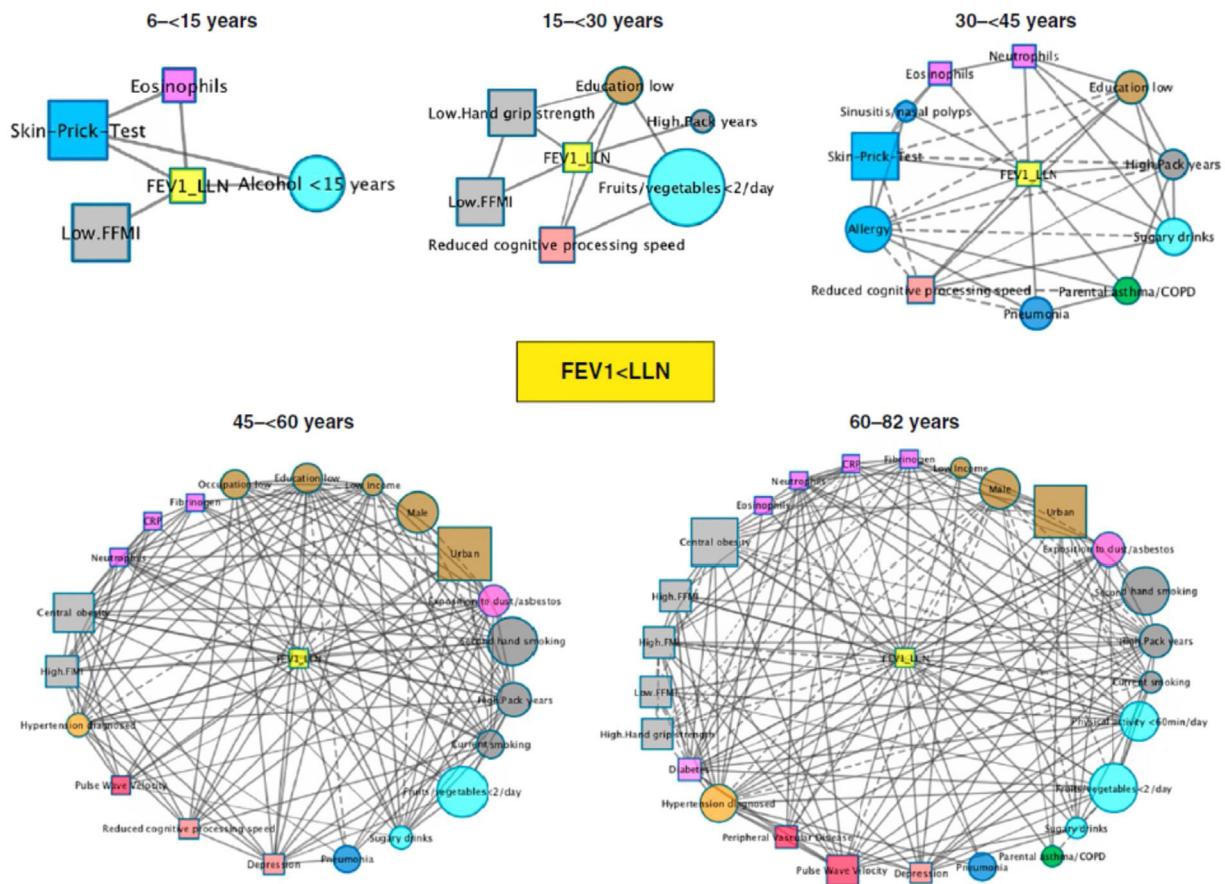 6–<15 years
Eosinophils
Skin-Prick-Test
FEV1_LLN
Alcohol <15 years
Low.FFMI
15–<30 years
Education low
Low.Hand grip strength
High.Pack years
FEV1_LLN
Fruits/vegetables<2/day
Low.FFMI
Reduced cognitive processing speed
30–<45 years
Neutrophils
Eosinophils
Education low
Sinusitis/nasal polyps
Skin-Prick-Test
High.Pack years
FEV1_LLN
Allergy
Sugary drinks
Reduced cognitive processing speed
Parental asthma/COPD
Pneumonia
FEV1<LLN
45–<60 years
Education low
Occupation low
Low Income
Fibrinogen
Male
CRP
Urban
Neutrophils
Exposition to dust/asbestos
Central obesity
Second hand smoking
FEV1_LLN
High.FMI
High.Pack years
Hypertension diagnosed
Current smoking
Pulse Wave Velocity
Fruits/vegetables<2/day
Reduced cognitive processing speed
Sugary drinks
Depression
Pneumonia
60–82 years
Fibrinogen
CRP
Low Income
Neutrophils
Male
Eosinophils
Urban
Central obesity
Exposition to dust/asbestos
High.FFMI
Second hand smoking
High.FMI
High.Pack years
FEV1_LLN
Low.FFMI
Current smoking
Physical activity <60min/day
High.Hand grip strength
Diabetes
Hypertension diagnosed
Fruits/vegetables<2/day
Peripheral Vascular Disease
Sugary drinks
Parental asthma/COPD
Pulse Wave Velocity
Depression
Pneumonia